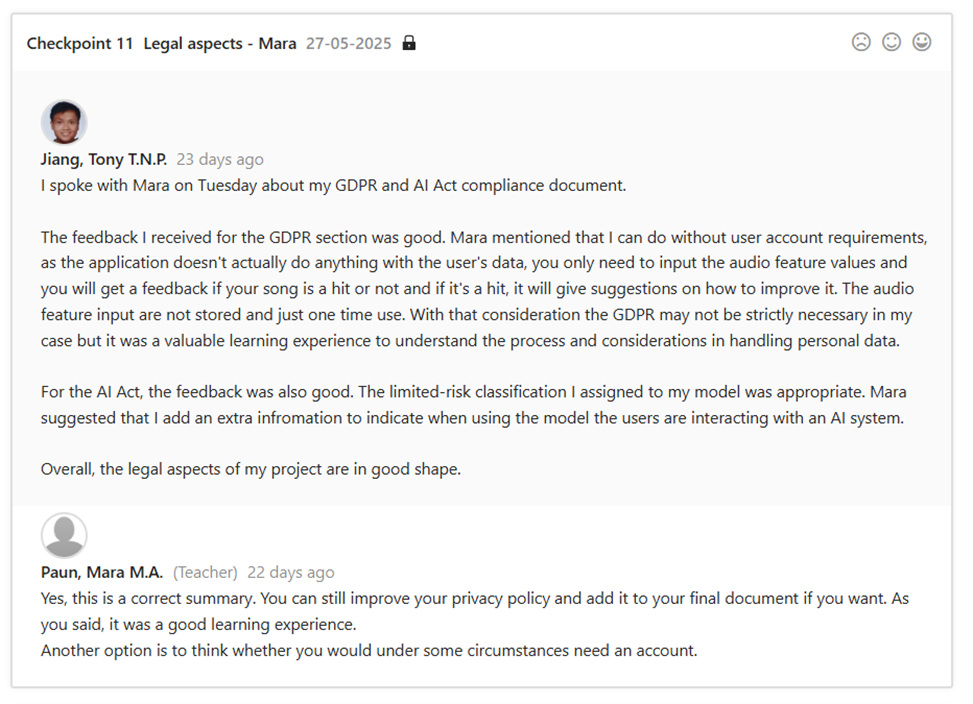 Checkpoint 11 Legal aspects - Mara 27-05-2025
Jiang, Tony T.N.P. 23 days ago
I spoke with Mara on Tuesday about my GDPR and AI Act compliance document.
The feedback I received for the GDPR section was good. Mara mentioned that I can do without user account requirements,
as the application doesn't actually do anything with the user's data, you only need to input the audio feature values and
you will get a feedback if your song is a hit or not and if it's a hit, it will give suggestions on how to improve it. The audio
feature input are not stored and just one time use. With that consideration the GDPR may not be strictly necessary in my
case but it was a valuable learning experience to understand the process and considerations in handling personal data.
For the AI Act, the feedback was also good. The limited-risk classification I assigned to my model was appropriate. Mara
suggested that I add an extra infromation to indicate when using the model the users are interacting with an AI system.
Overall, the legal aspects of my project are in good shape.
Paun, Mara M.A. (Teacher) 22 days ago
Yes, this is a correct summary. You can still improve your privacy policy and add it to your final document if you want. As
you said, it was a good learning experience.
Another option is to think whether you would under some circumstances need an account.